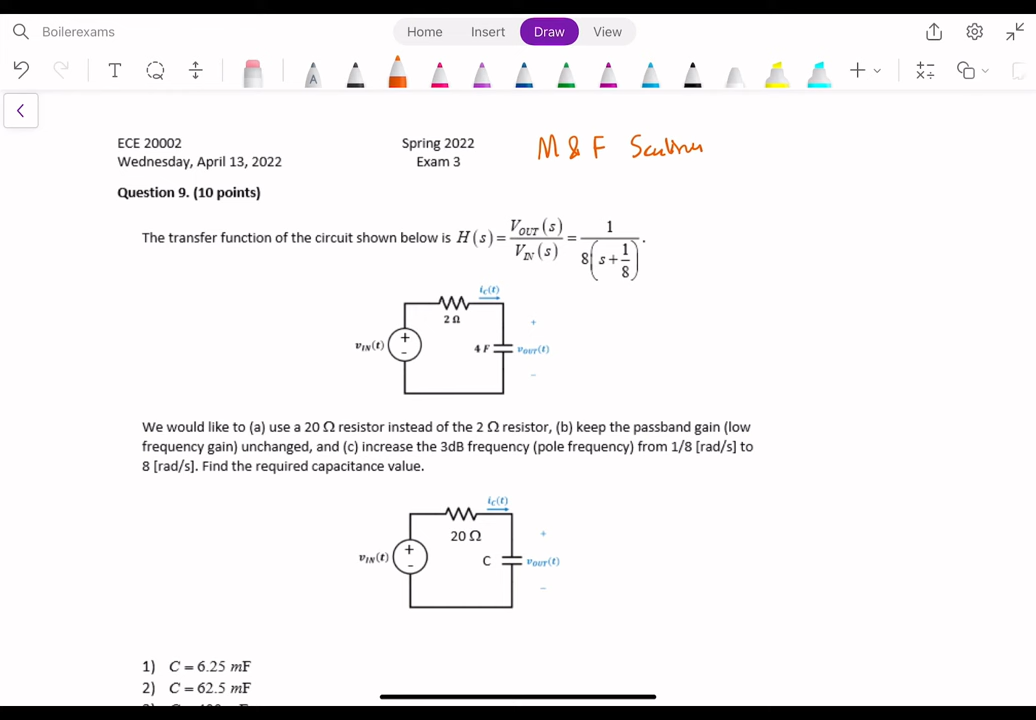 Boilerexams
Home Insert Draw View
ECE 20002 Spring 2022 M & F
Wednesday, April 13, 2022 Exam 3
Question 9. (10 points)
The transfer function of the circuit shown below is H(s) = V_OUT(s) / V_IN(s) = 1 / 8(s + 1/8).
i_C(t)
2 Ω
+
v_IN(t) + - 4 F v_OUT(t)
-
We would like to (a) use a 20 Ω resistor instead of the 2 Ω resistor, (b) keep the passband gain (low
frequency gain) unchanged, and (c) increase the 3dB frequency (pole frequency) from 1/8 [rad/s] to
8 [rad/s]. Find the required capacitance value.
i_C(t)
20 Ω
+
v_IN(t) + - C v_OUT(t)
-
1) C = 6.25 mF
2) C = 62.5 mF